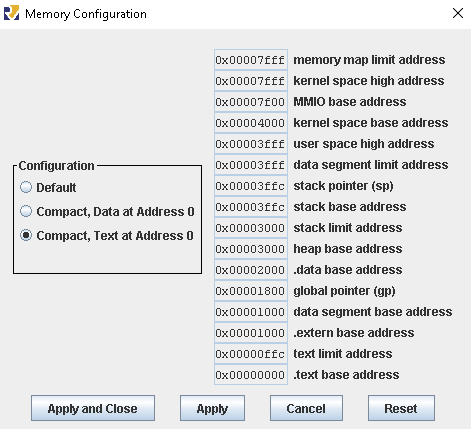 Memory Configuration
Configuration
Default
Compact, Data at Address 0
Compact, Text at Address 0
0x00007fff memory map limit address
0x00007fff kernel space high address
0x00007f00 MMIO base address
0x00004000 kernel space base address
0x00003fff user space high address
0x00003fff data segment limit address
0x00003ffc stack pointer (sp)
0x00003ffc stack base address
0x00003000 stack limit address
0x00003000 heap base address
0x00002000 .data base address
0x00001800 global pointer (gp)
0x00001000 data segment base address
0x00001000 .extern base address
0x00000ffc text limit address
0x00000000 .text base address
Apply and Close Apply Cancel Reset